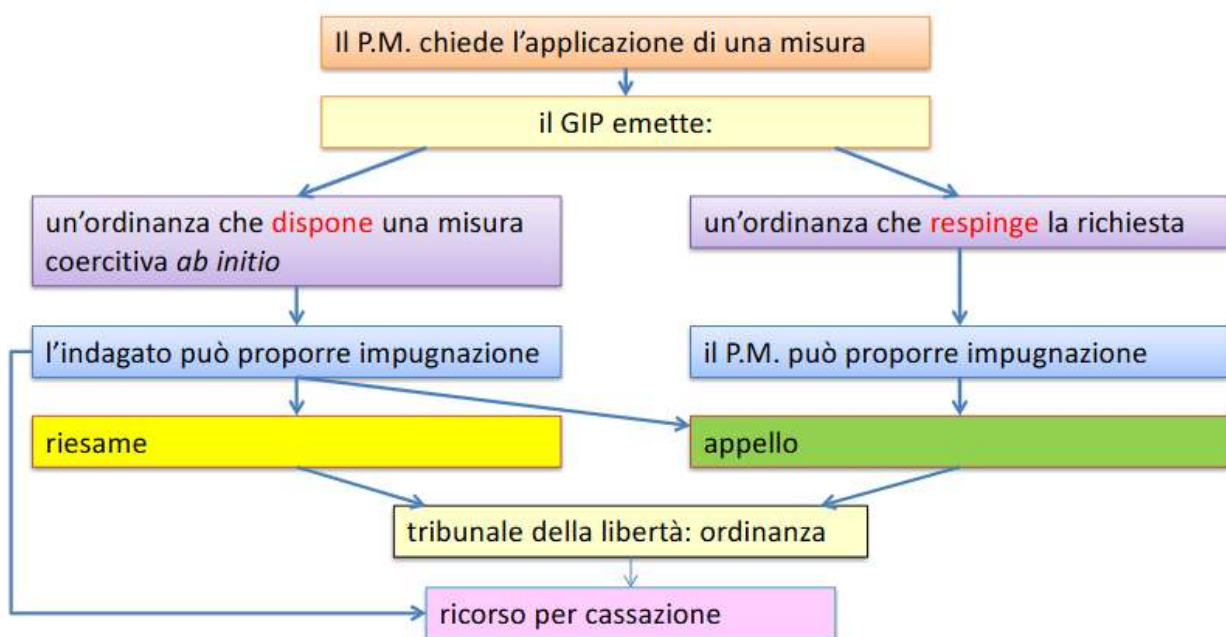 Il P.M. chiede l’applicazione di una misura
il GIP emette:
un’ordinanza che dispone una misura
coercitiva ab initio
un’ordinanza che respinge la richiesta
l’indagato può proporre impugnazione
il P.M. può proporre impugnazione
riesame
appello
tribunale della libertà: ordinanza
ricorso per cassazione